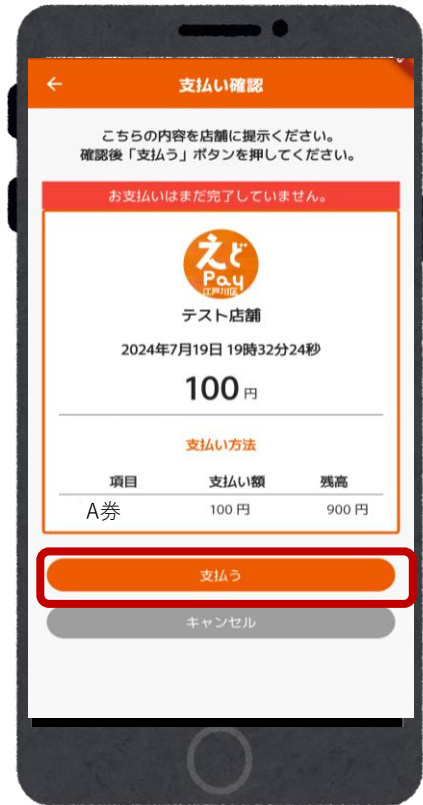 支払い確認
こちらの内容を店舗に提示ください。
確認後「支払う」ボタンを押してください。
お支払いはまだ完了していません。
えど
Pay
江戸川区
テスト店舗
2024年7月19日 19時32分24秒
100 円
支払い方法
項目 支払い額 残高
A券 100 円 900 円
支払う
キャンセル